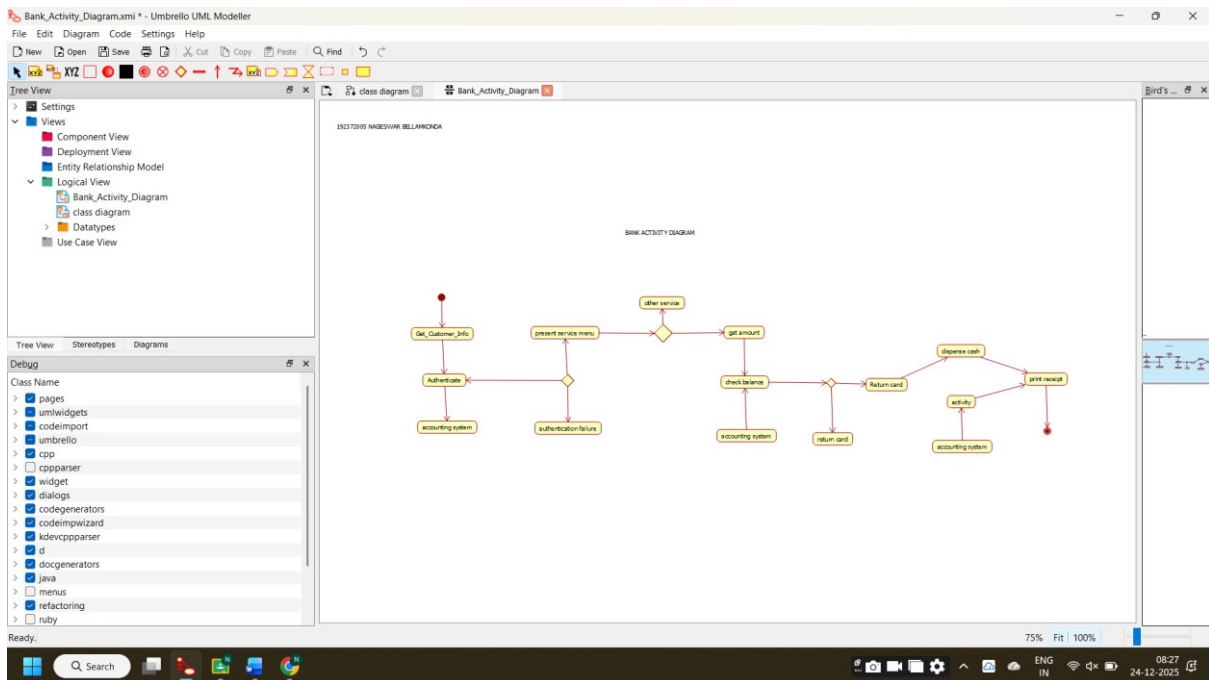 Bank_Activity_Diagram.xmi * - Umbrello UML Modeller
File Edit Diagram Code Settings Help
New Open Save Cut Copy Paste Find
XYZ
Tree View
class diagram Bank_Activity_Diagram
Bird's ...
Settings
Views
Component View
Deployment View
Entity Relationship Model
Logical View
Bank_Activity_Diagram
class diagram
Datatypes
Use Case View
Tree View Stereotypes Diagrams
Debug
Class Name
pages
umlwidgets
codeimport
umbrello
cpp
cppparser
widget
dialogs
codegenerators
codeimpwizard
kdevcppparser
d
docgenerators
java
menus
refactoring
ruby
192372005 NAGESWAR BELLAMKONDA
BANK ACTIVITY DIAGRAM
other service
Get_Customer_Info
present service menu
get amount
dispense cash
Authenticate
check balance
Return card
print receipt
activity
accounting system
authentication failure
accounting system
return card
accounting system
Ready.
75% Fit 100%
Search
ENG
IN
08:27
24-12-2025